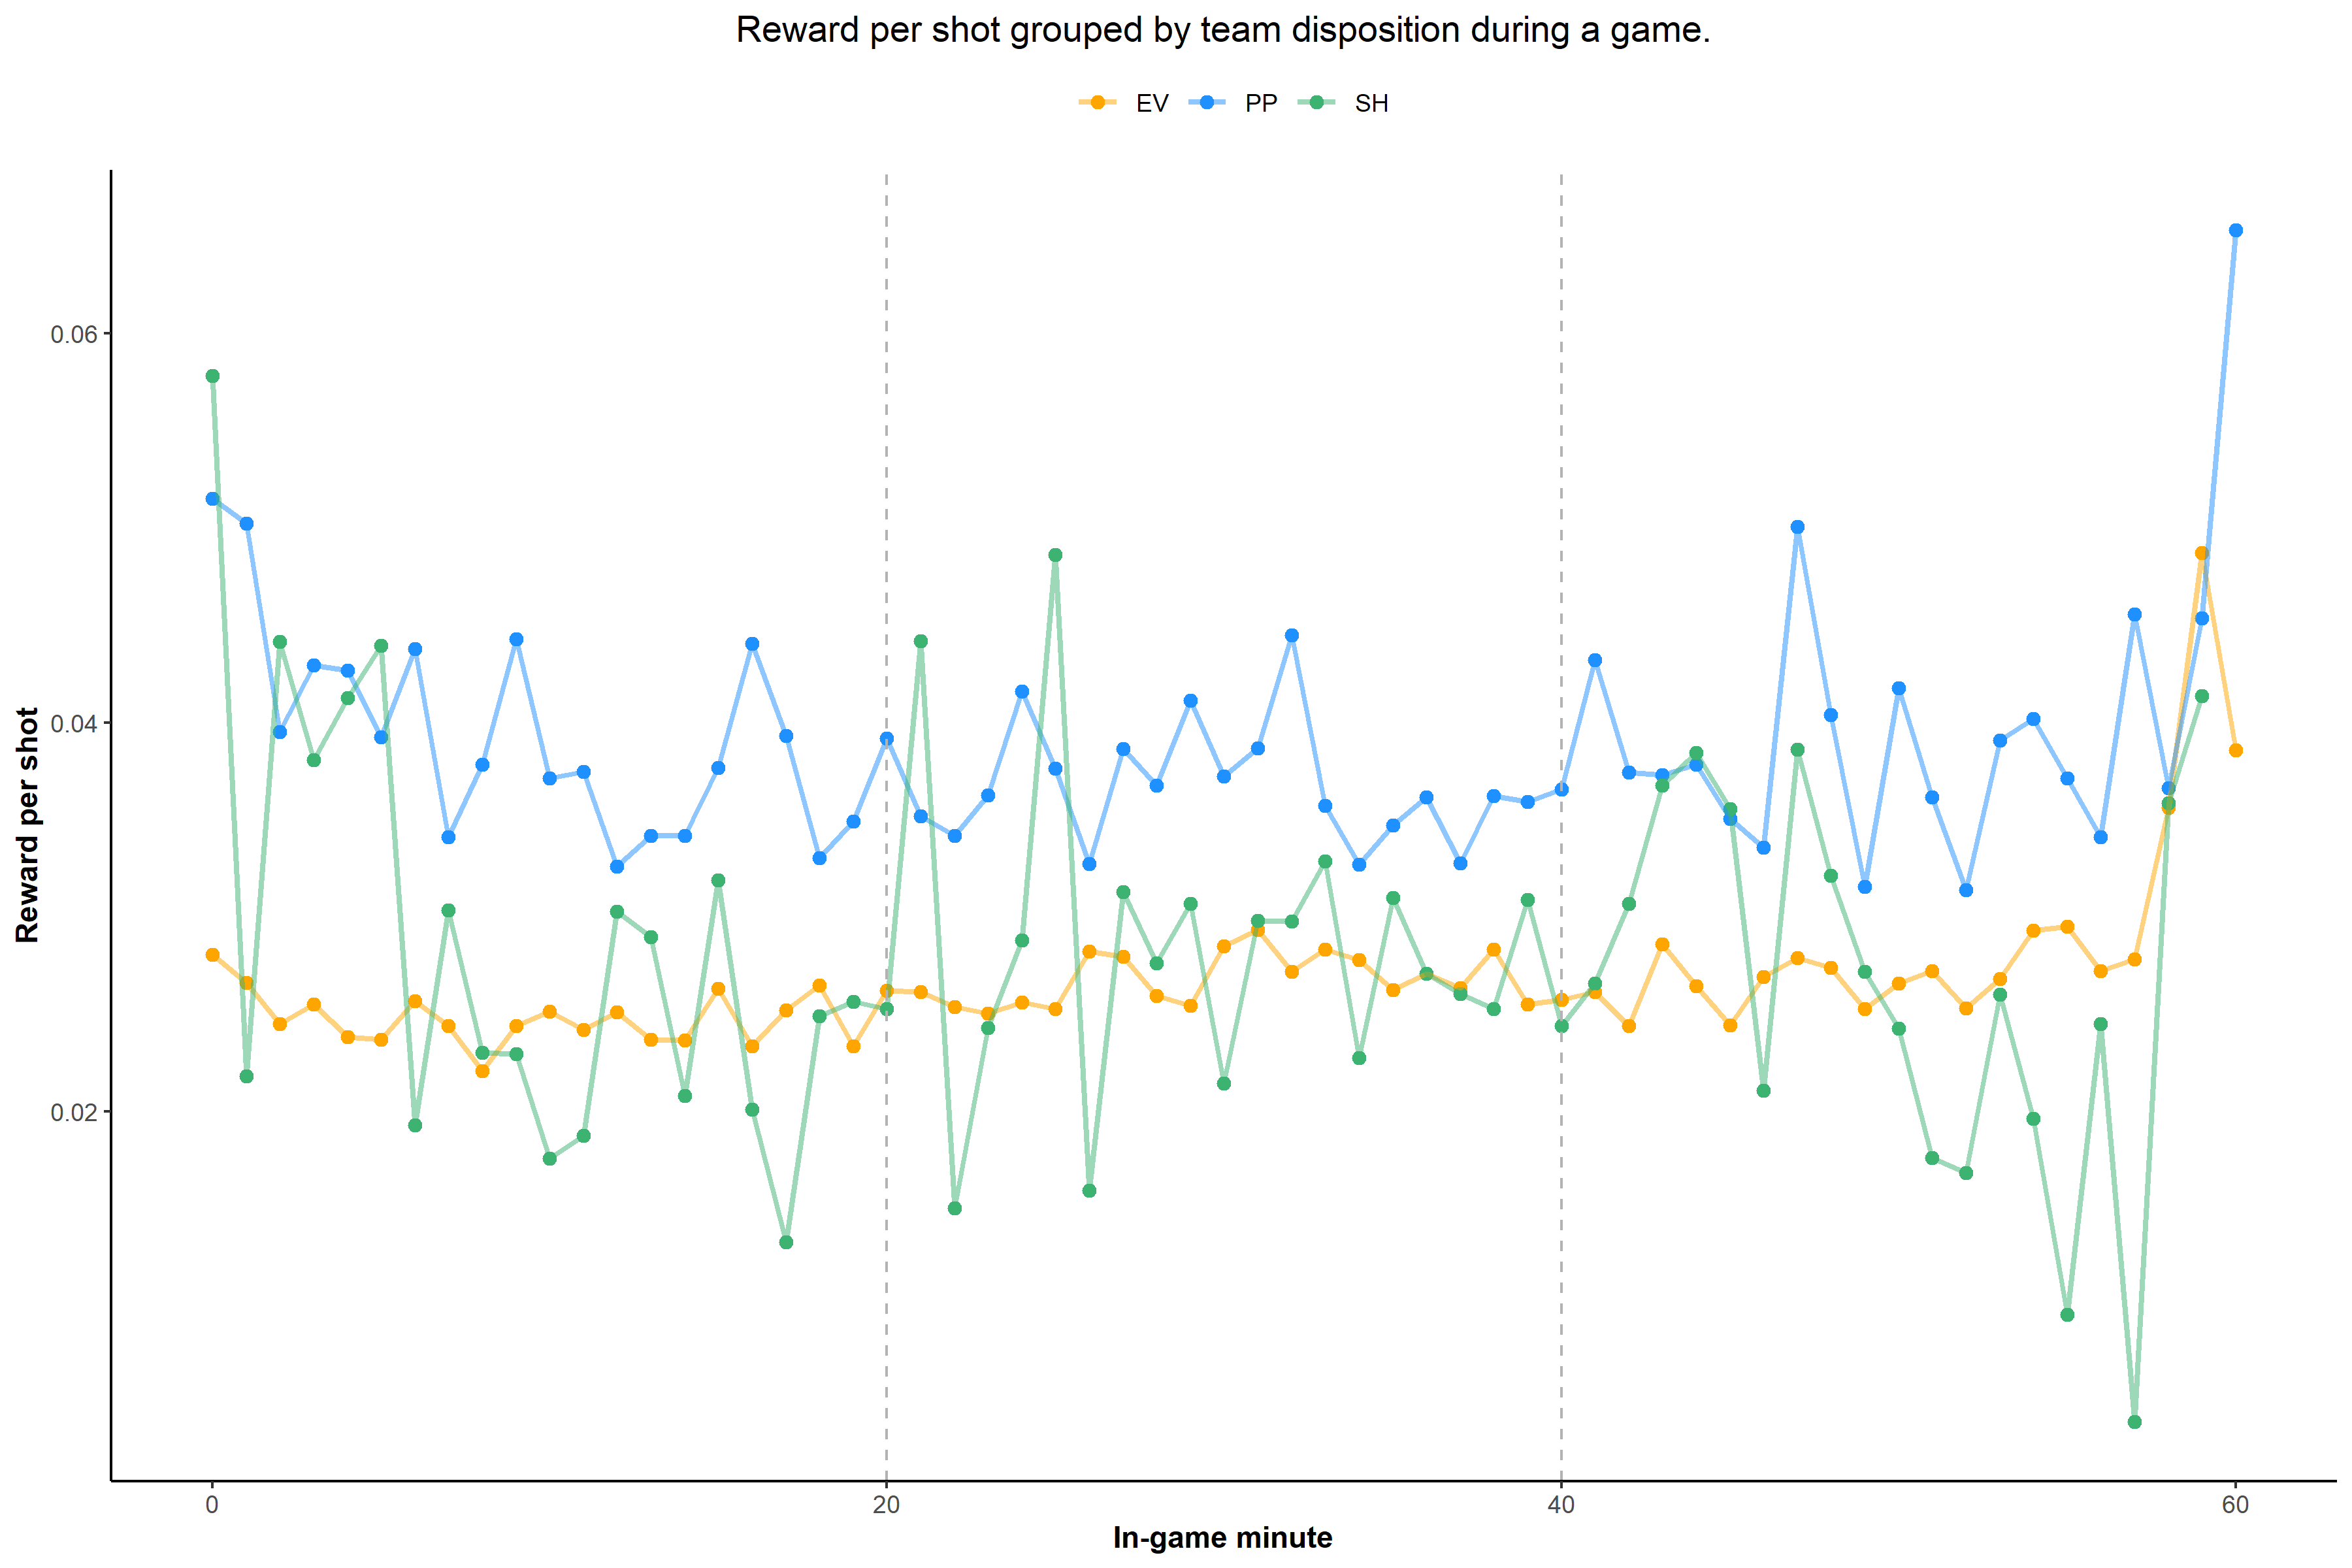 Reward per shot grouped by team disposition during a game.
EV PP SH
Reward per shot
0.06
0.04
0.02
0 20 40 60
In-game minute